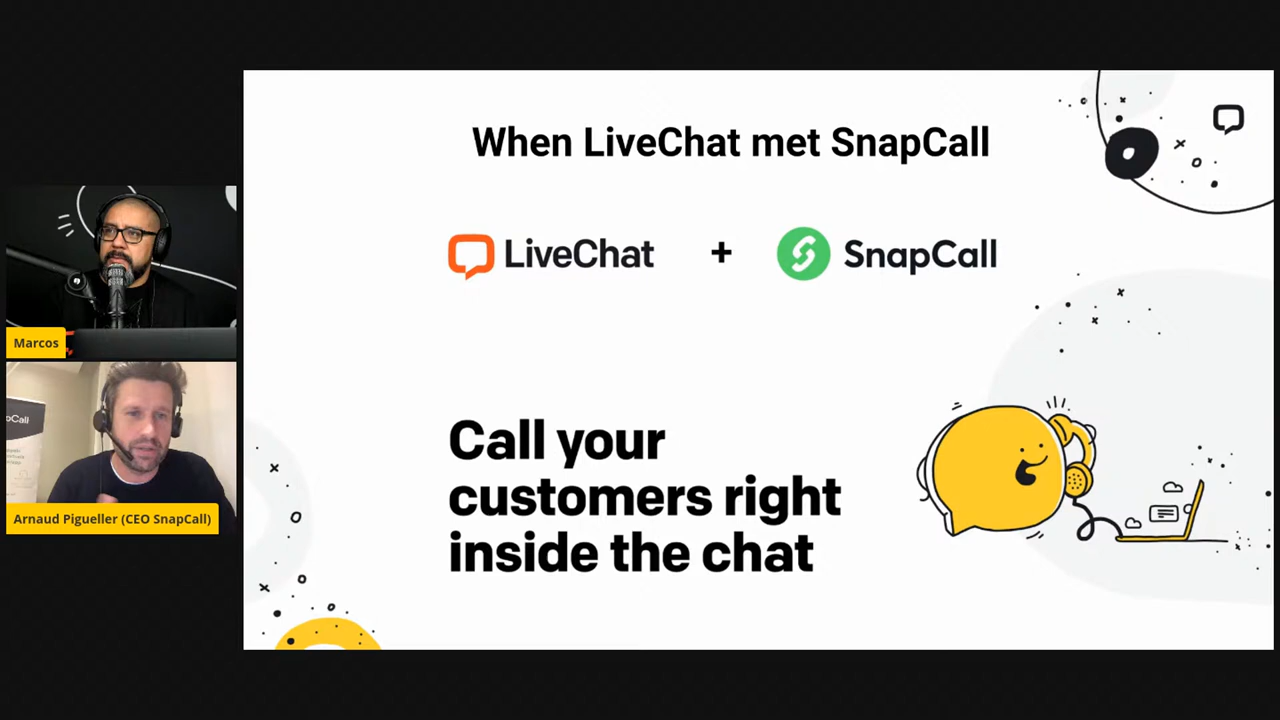 When LiveChat met SnapCall
LiveChat + SnapCall
Call your
customers right
inside the chat
Marcos
Arnaud Pigueller (CEO SnapCall)